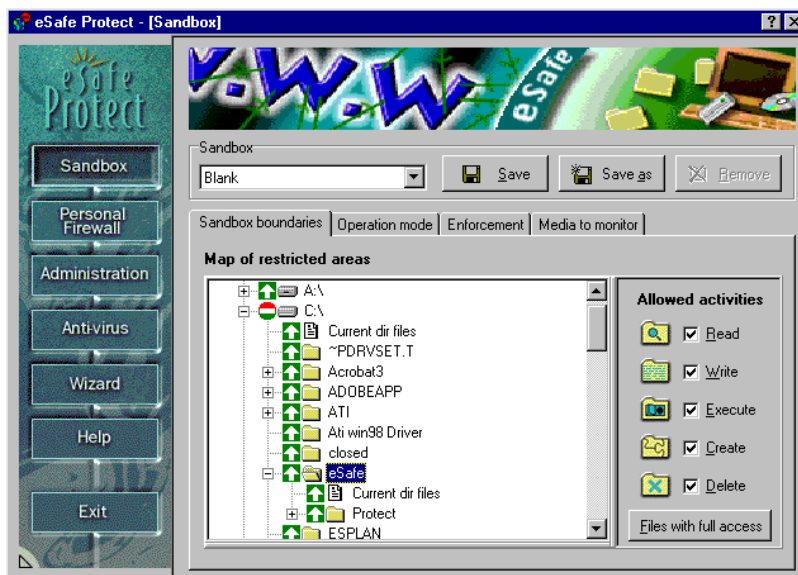 eSafe Protect - [Sandbox]
eSafe
Protect
Sandbox
Personal
Firewall
Administration
Anti-virus
Wizard
Help
Exit
W.W.W
eSafe
Sandbox
Blank
Save
Save as
Remove
Sandbox boundaries
Operation mode
Enforcement
Media to monitor
Map of restricted areas
A:\
C:\
Current dir files
~PDRVSET.T
Acrobat3
ADOBEAPP
ATI
Ati win98 Driver
closed
eSafe
Current dir files
Protect
ESPLAN
Allowed activities
Read
Write
Execute
Create
Delete
Files with full access